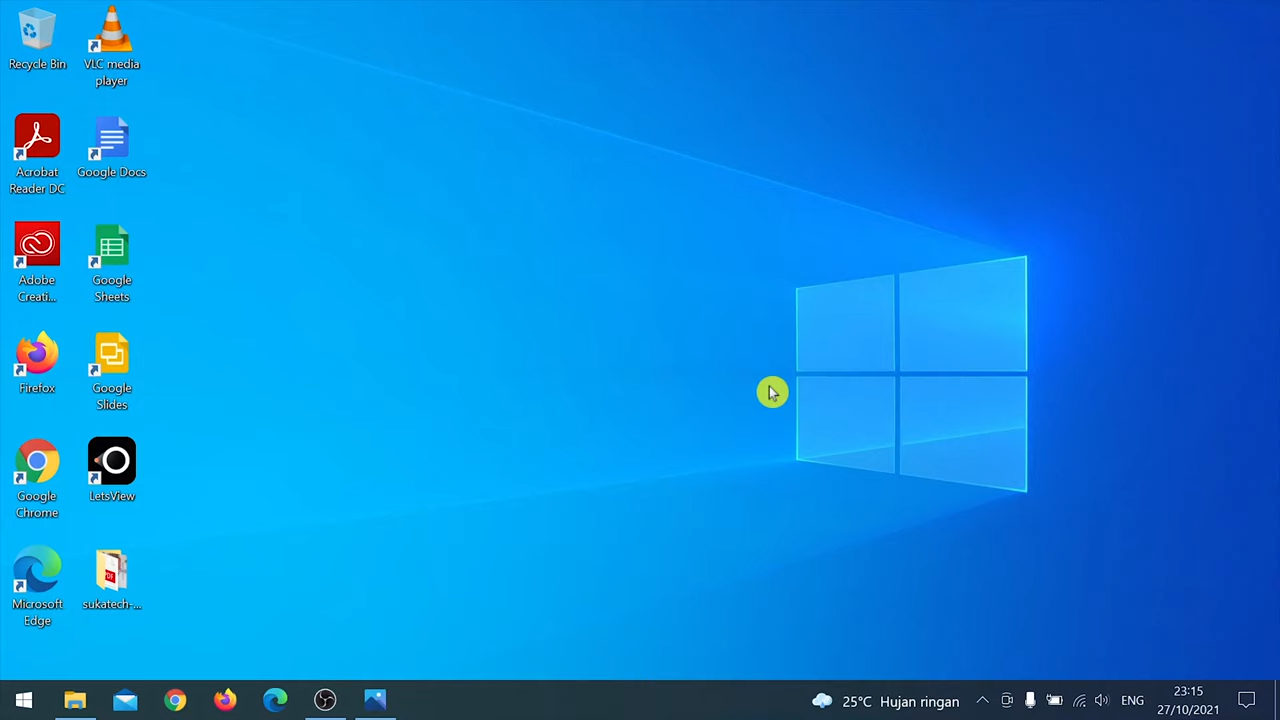 Recycle Bin
VLC media
player
Acrobat
Reader DC
Google Docs
Adobe
Creati...
Google
Sheets
Firefox
Google
Slides
Google
Chrome
LetsView
Microsoft
Edge
sukatech-...
PDF
25°C Hujan ringan
ENG
23:15
27/10/2021